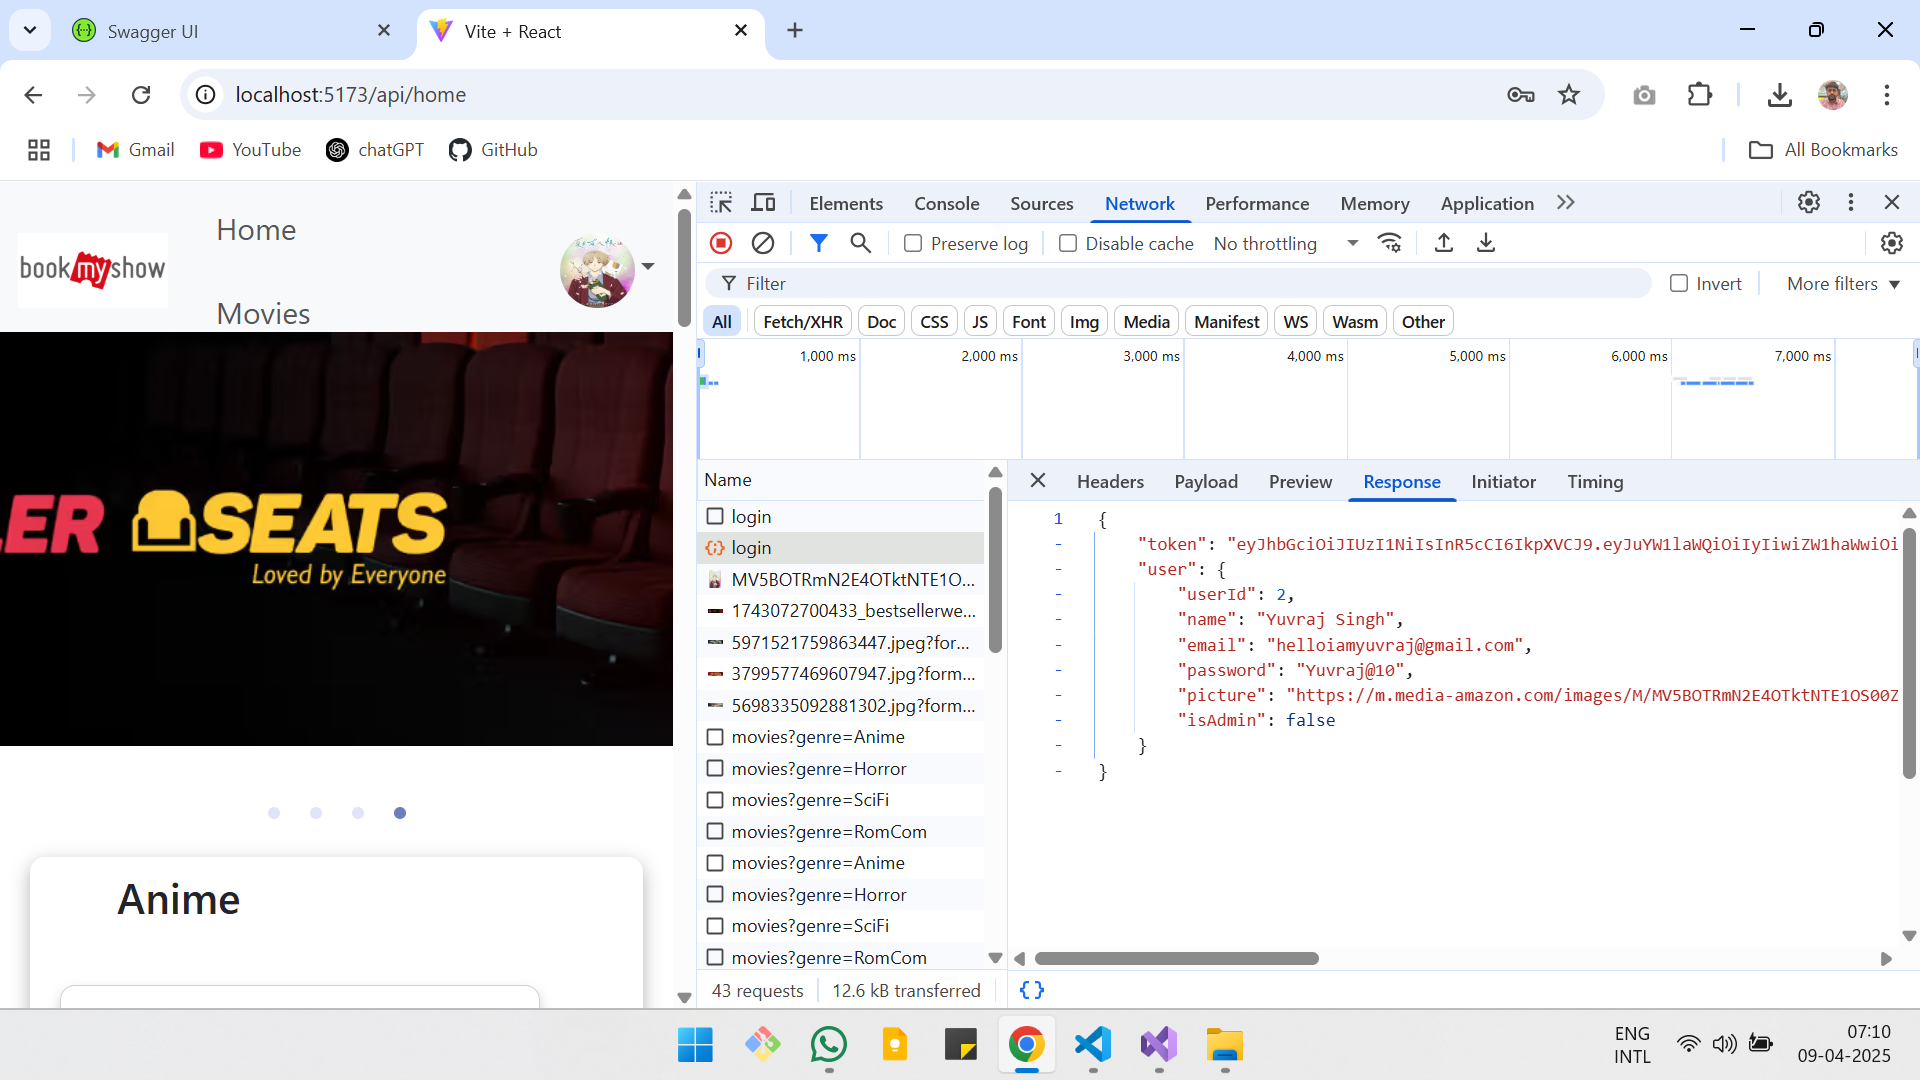 Swagger UI
Vite + React
localhost:5173/api/home
Gmail
YouTube
chatGPT
GitHub
All Bookmarks
Home
bookmyshow
Movies
LER SEATS
Loved by Everyone
Anime
Elements Console Sources Network Performance Memory Application
Preserve log Disable cache No throttling
Filter Invert More filters
All Fetch/XHR Doc CSS JS Font Img Media Manifest WS Wasm Other
1,000 ms 2,000 ms 3,000 ms 4,000 ms 5,000 ms 6,000 ms 7,000 ms
Name
login
login
MV5BOTRmN2E4OTktNTE1O...
1743072700433_bestsellerwe...
5971521759863447.jpeg?for...
3799577469607947.jpg?form...
5698335092881302.jpg?form...
movies?genre=Anime
movies?genre=Horror
movies?genre=SciFi
movies?genre=RomCom
movies?genre=Anime
movies?genre=Horror
movies?genre=SciFi
movies?genre=RomCom
43 requests 12.6 kB transferred
Headers Payload Preview Response Initiator Timing
1 {
- "token": "eyJhbGciOiJIUzI1NiIsInR5cCI6IkpXVCJ9.eyJuYW1laWQiOiIyIiwiZW1haWwiOi
- "user": {
- "userId": 2,
- "name": "Yuvraj Singh",
- "email": "helloiamyuvraj@gmail.com",
- "password": "Yuvraj@10",
- "picture": "https://m.media-amazon.com/images/M/MV5BOTRmN2E4OTktNTE1OS00Z
- "isAdmin": false
- }
- }
{}
ENG
INTL
07:10
09-04-2025